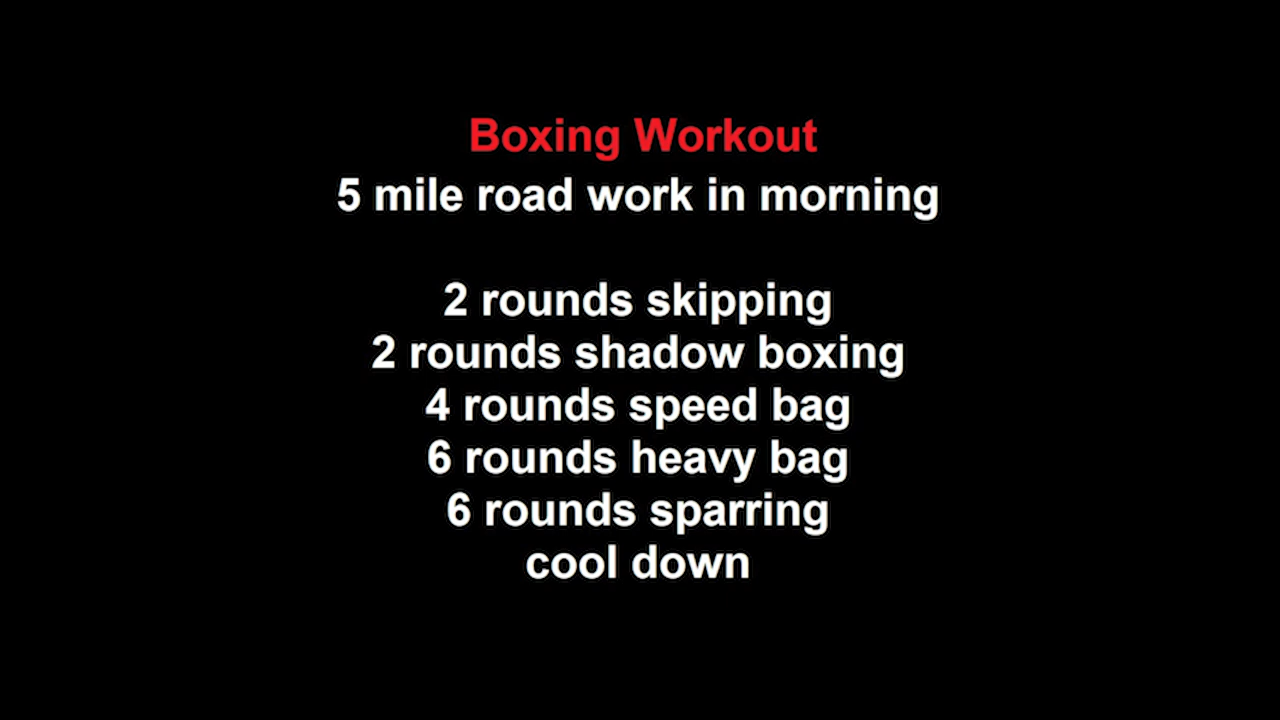 Boxing Workout
5 mile road work in morning
2 rounds skipping
2 rounds shadow boxing
4 rounds speed bag
6 rounds heavy bag
6 rounds sparring
cool down